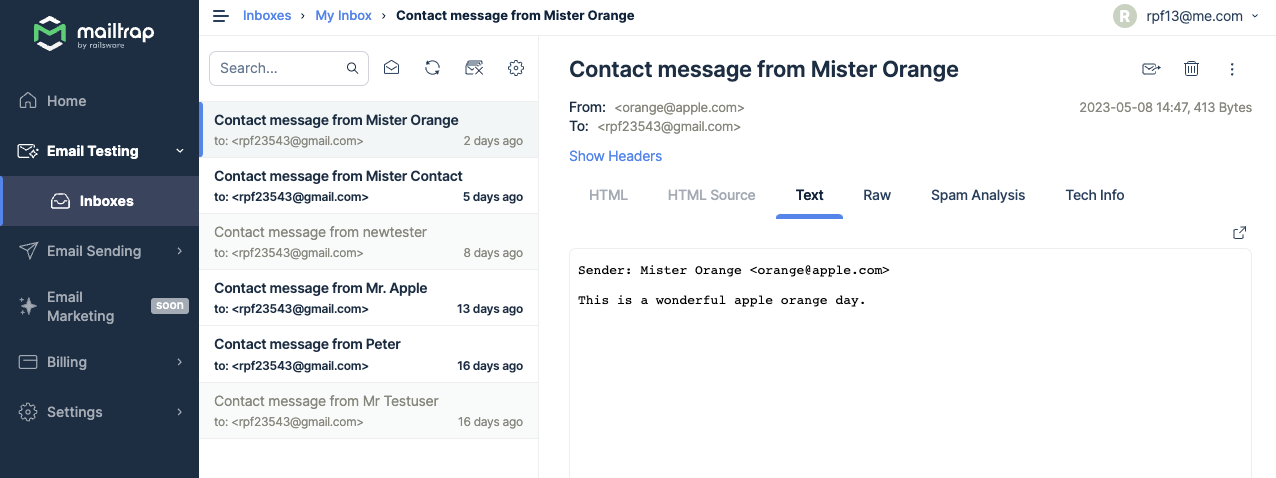 mailtrap
by railsware
Home
Email Testing
Inboxes
Email Sending
Email
Marketing
soon
Billing
Settings
Inboxes › My Inbox › Contact message from Mister Orange
R rpf13@me.com
Search...
Contact message from Mister Orange
to: <rpf23543@gmail.com> 2 days ago
Contact message from Mister Contact
to: <rpf23543@gmail.com> 5 days ago
Contact message from newtester
to: <rpf23543@gmail.com> 8 days ago
Contact message from Mr. Apple
to: <rpf23543@gmail.com> 13 days ago
Contact message from Peter
to: <rpf23543@gmail.com> 16 days ago
Contact message from Mr Testuser
to: <rpf23543@gmail.com> 16 days ago
Contact message from Mister Orange
From: <orange@apple.com> 2023-05-08 14:47, 413 Bytes
To: <rpf23543@gmail.com>
Show Headers
HTML HTML Source Text Raw Spam Analysis Tech Info
Sender: Mister Orange <orange@apple.com>
This is a wonderful apple orange day.